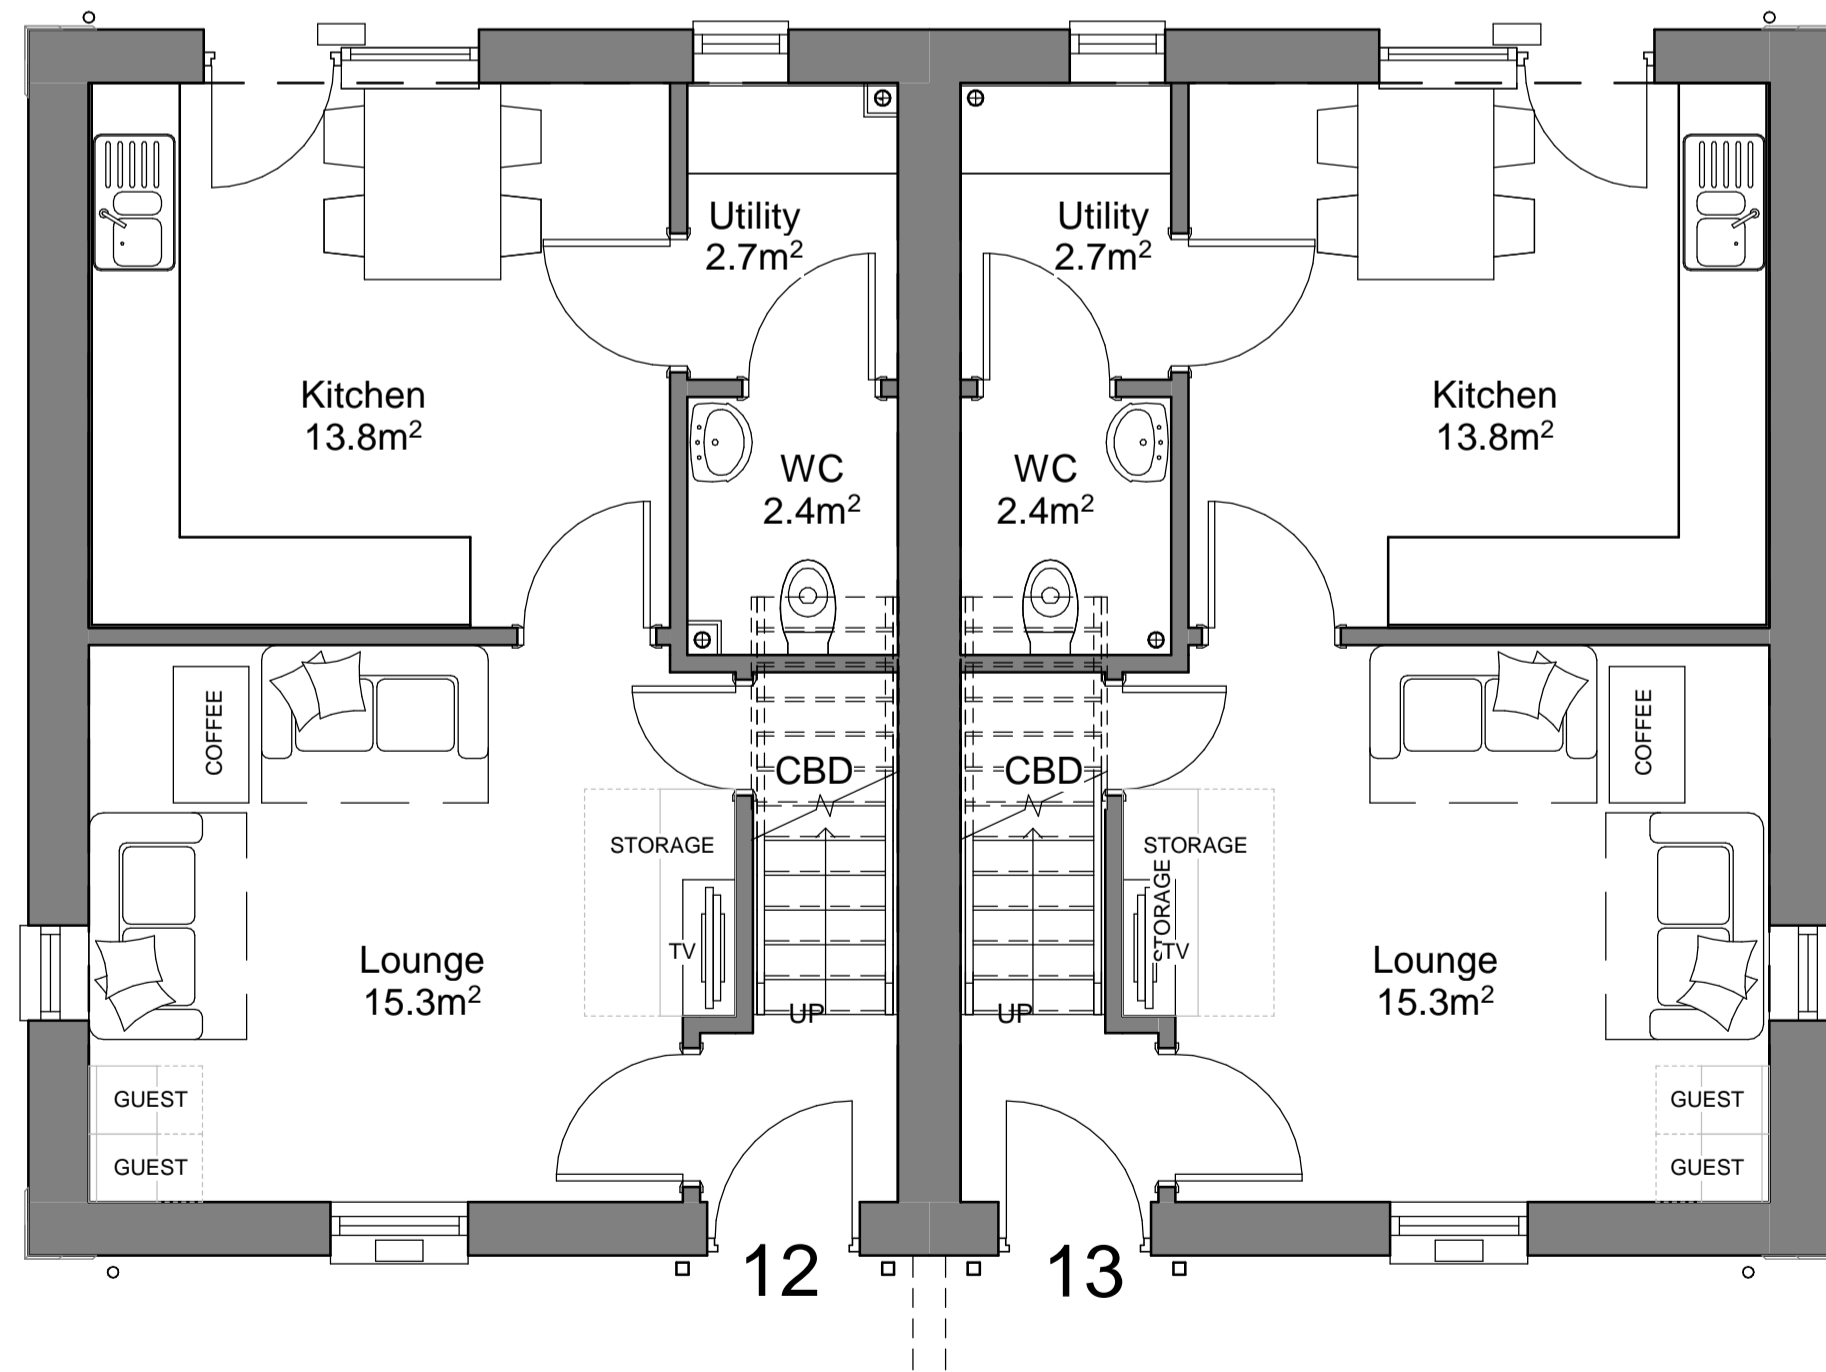 Utility
2.7m²
Utility
2.7m²
Kitchen
13.8m²
Kitchen
13.8m²
WC
2.4m²
WC
2.4m²
COFFEE
COFFEE
CBD
CBD
STORAGE
STORAGE
STORAGE
TV
TV
Lounge
15.3m²
Lounge
15.3m²
UP
UP
GUEST
GUEST
GUEST
GUEST
12
13